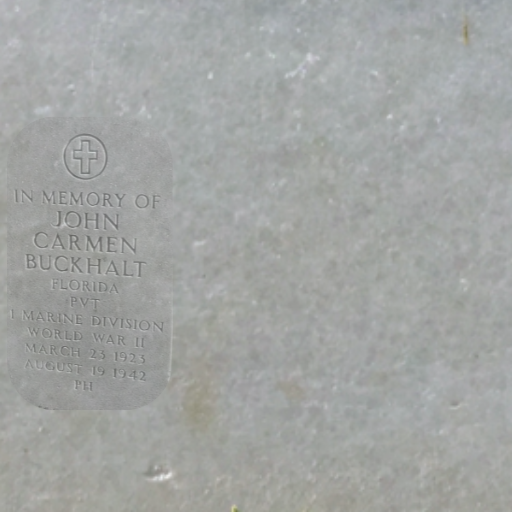 IN MEMORY OF
JOHN
CARMEN
BUCKHALT
FLORIDA
PVT
1 MARINE DIVISION
WORLD WAR II
MARCH 23 1923
AUGUST 19 1942
PH